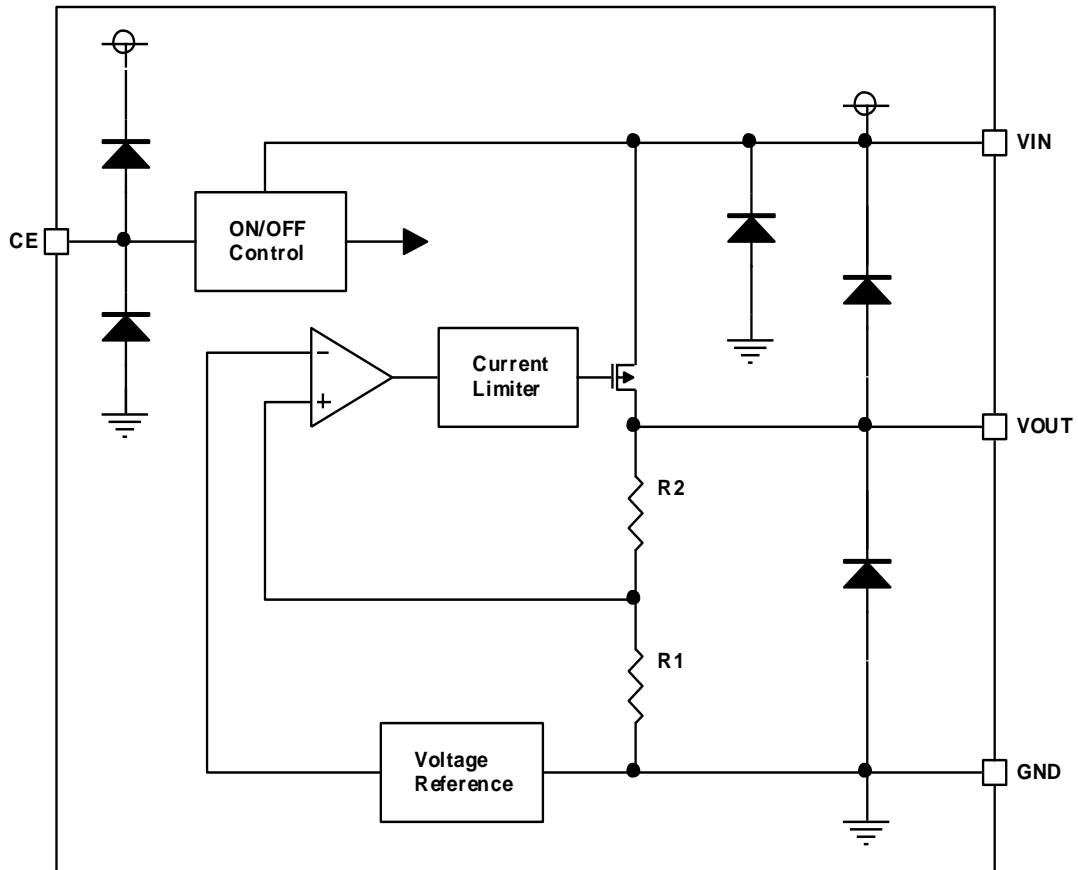 VIN
ON/OFF
Control
CE
−
+
Current
Limiter
VOUT
R2
R1
Voltage
Reference
GND